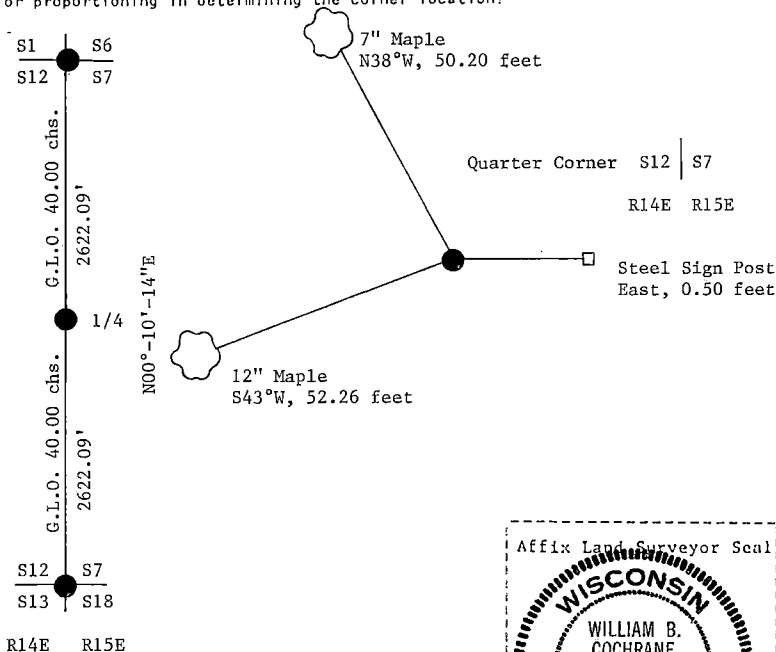 or proportioning in determining the corner location.
S1 S6
S12 S7
G.L.O. 40.00 chs.
2622.09'
1/4
N00°-10'-14"E
G.L.O. 40.00 chs.
2622.09'
S12 S7
S13 S18
R14E R15E
7" Maple
N38°W, 50.20 feet
Quarter Corner S12 S7
R14E R15E
Steel Sign Post
East, 0.50 feet
12" Maple
S43°W, 52.26 feet
Affix Land Surveyor Seal
WISCONSIN
WILLIAM B.
COCHRANE